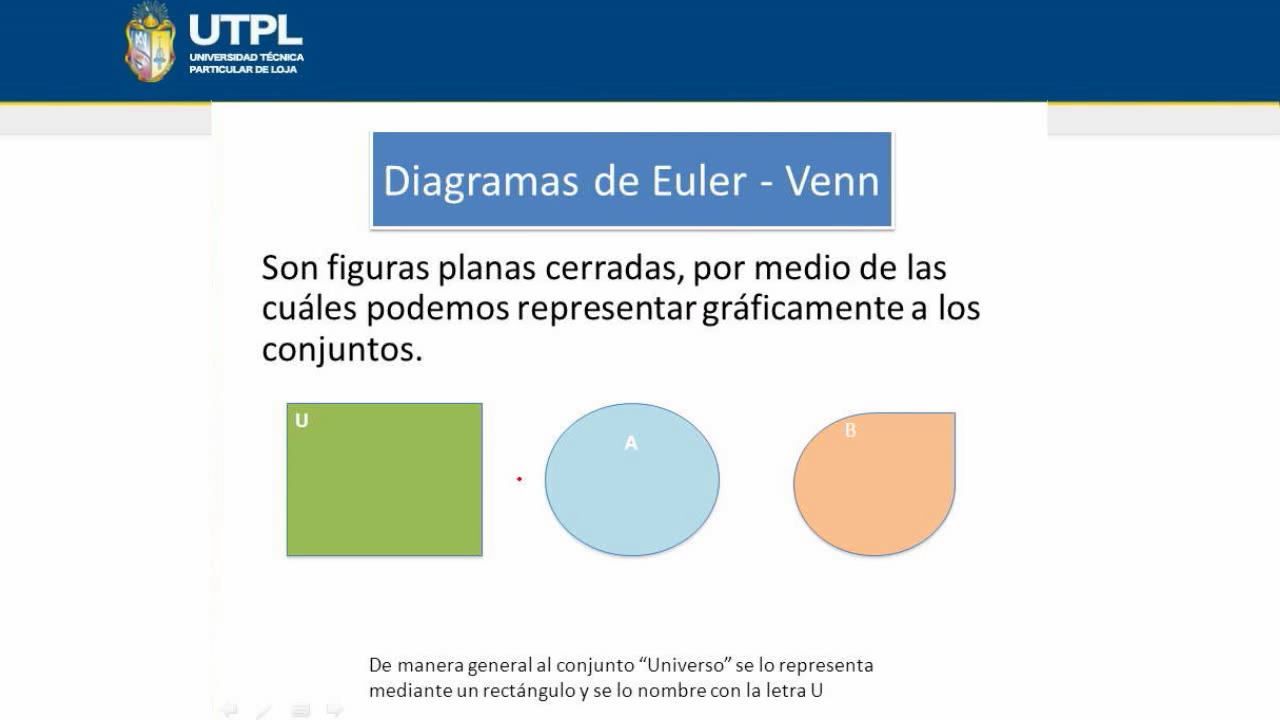 UTPL
UNIVERSIDAD TÉCNICA
PARTICULAR DE LOJA
Diagramas de Euler - Venn
Son figuras planas cerradas, por medio de las
cuáles podemos representar gráficamente a los
conjuntos.
U
A
B
De manera general al conjunto “Universo” se lo representa
mediante un rectángulo y se lo nombre con la letra U